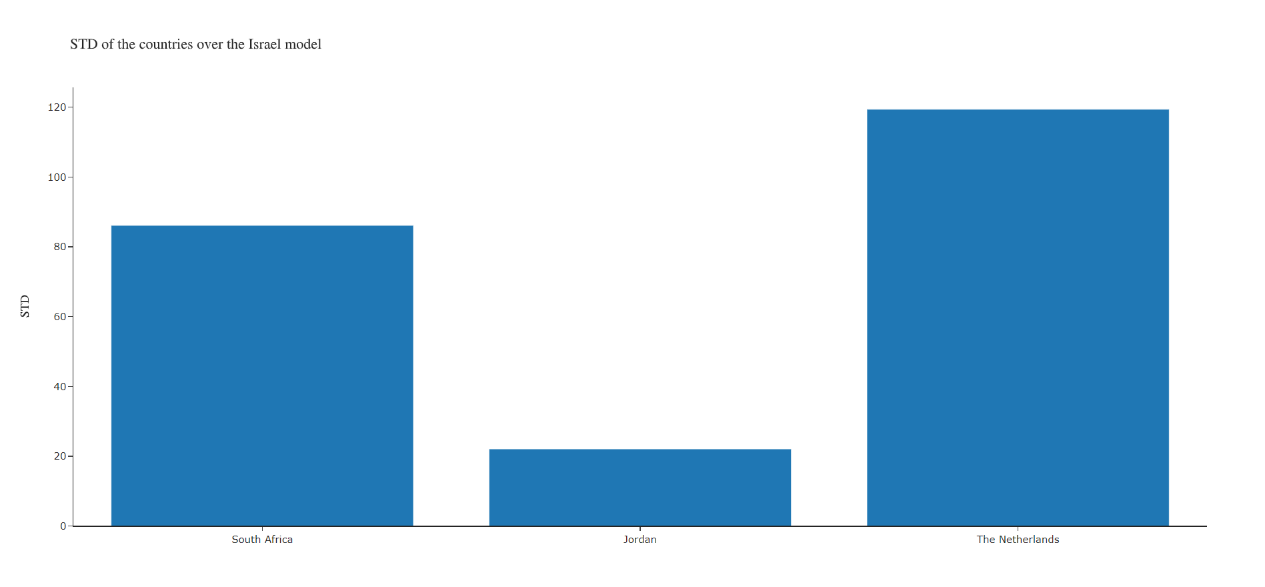 STD of the countries over the Israel model
120
100
80
60
40
20
0
STD
South Africa
Jordan
The Netherlands